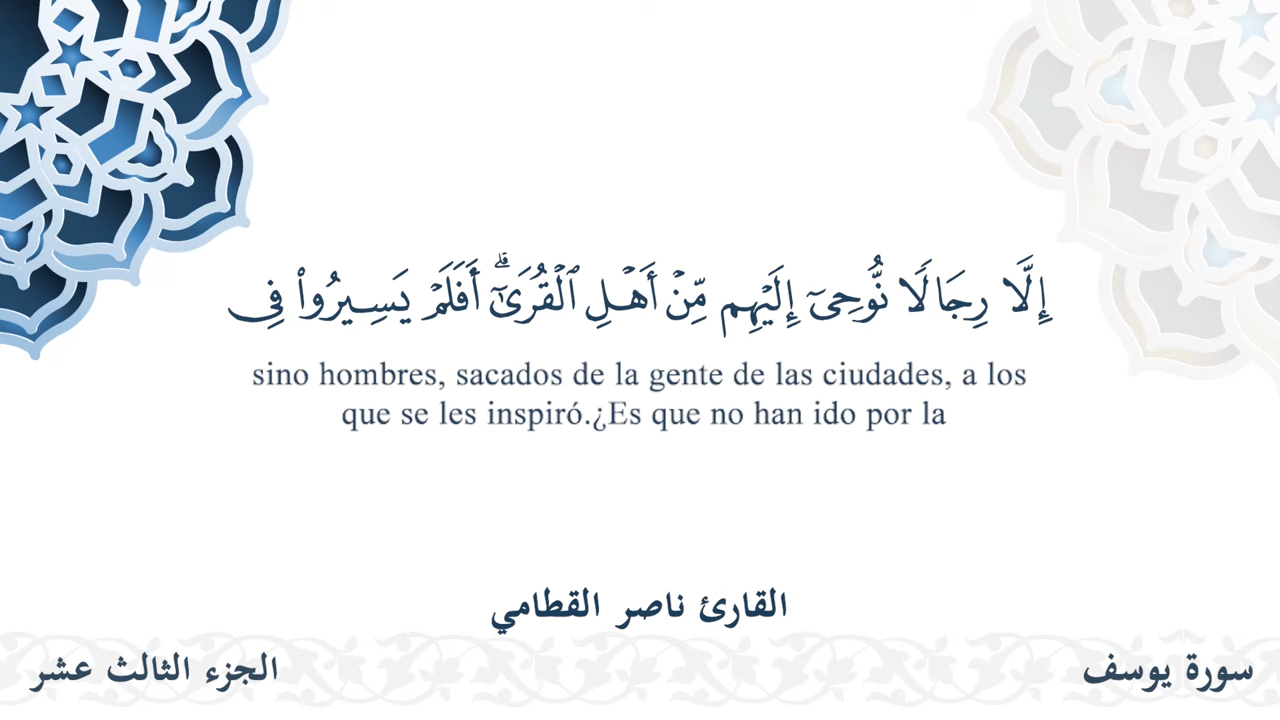 إِلَّا رِجَالًا نُّوحِىٓ إِلَيْهِم مِّنْ أَهْلِ ٱلْقُرَىٰٓ ۗ أَفَلَمْ يَسِيرُوا۟ فِى
sino hombres, sacados de la gente de las ciudades, a los
que se les inspiró.¿Es que no han ido por la
القارئ ناصر القطامي
سورة يوسف
الجزء الثالث عشر